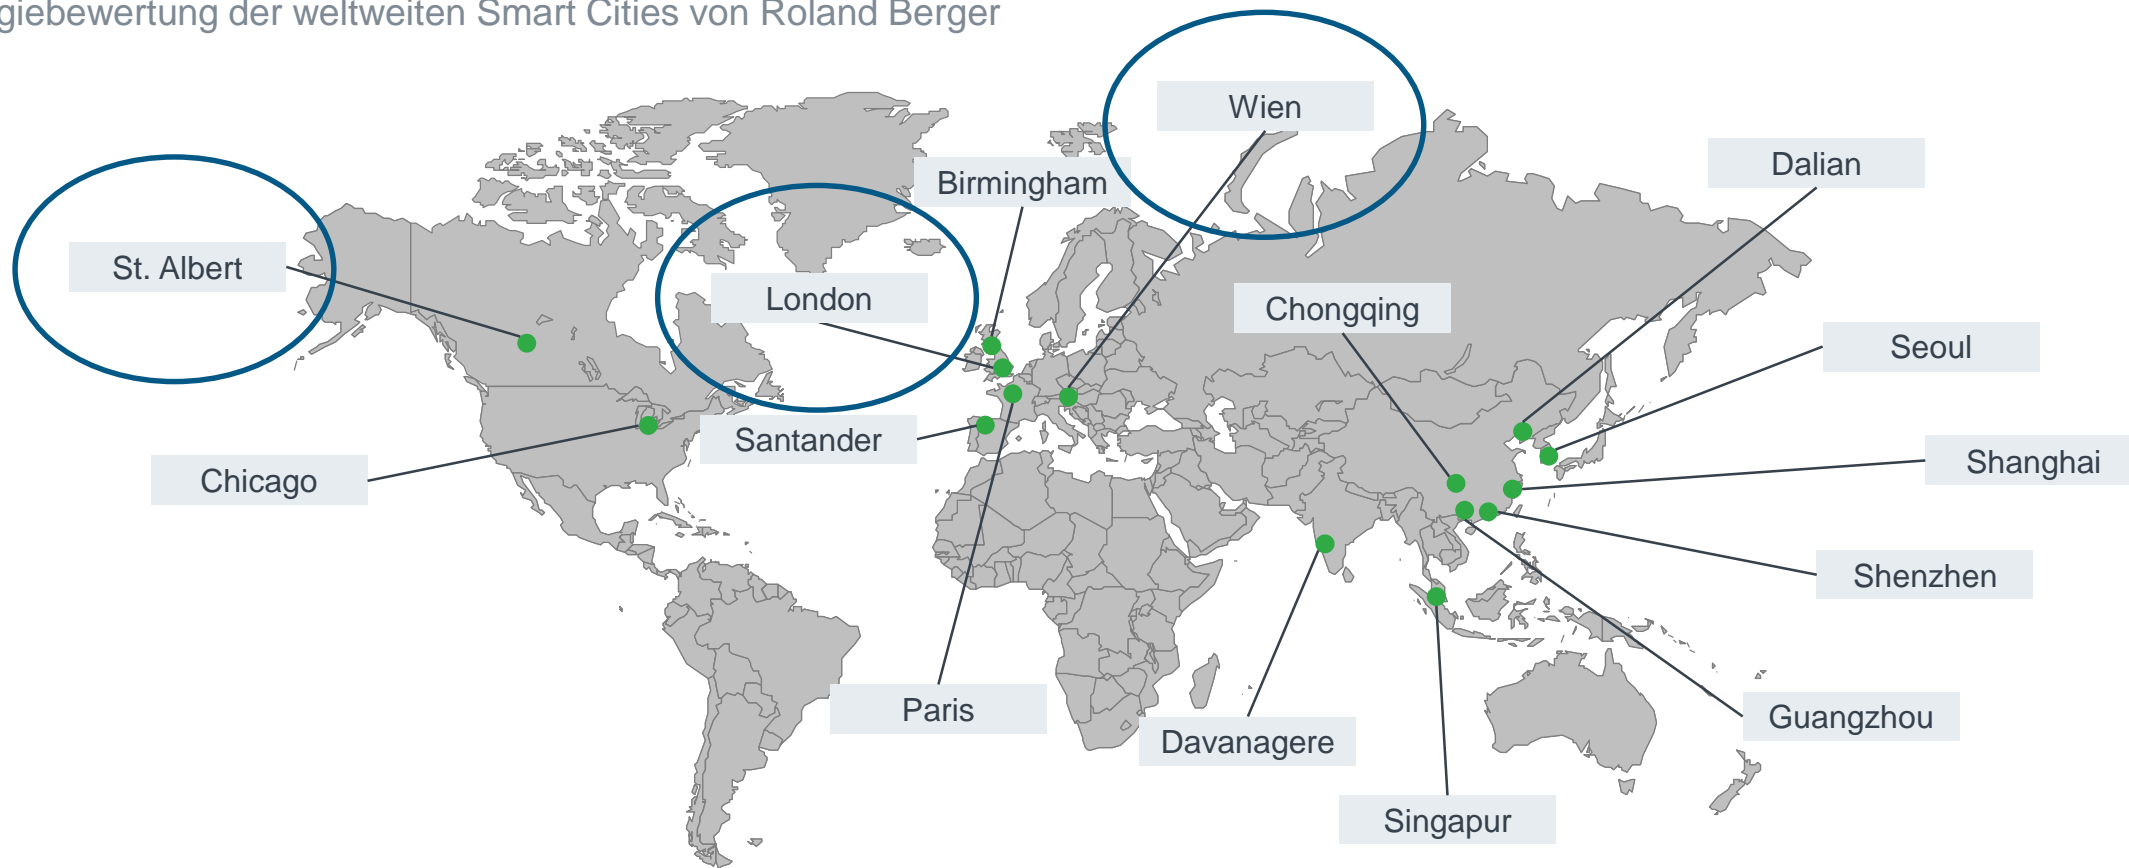 giebewertung der weltweiten Smart Cities von Roland Berger
Wien
Dalian
Birmingham
St. Albert
London
Chongqing
Seoul
Santander
Shanghai
Chicago
Shenzhen
Paris
Guangzhou
Davanagere
Singapur